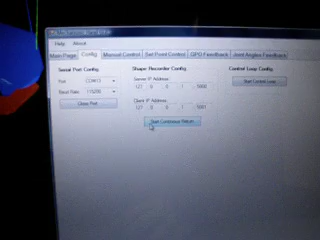 Help About
Main Page Config Manual Control Set Point Control GPD Feedback Joint Angles Feedback
Serial Port Config
Port COM13
Baud Rate 115200
Close Port
Shape Recorder Config
Server IP Address
127 0 0 1 5000
Client IP Address
127 0 0 1 5001
Start Continious Return
Control Loop Config
Start Control Loop